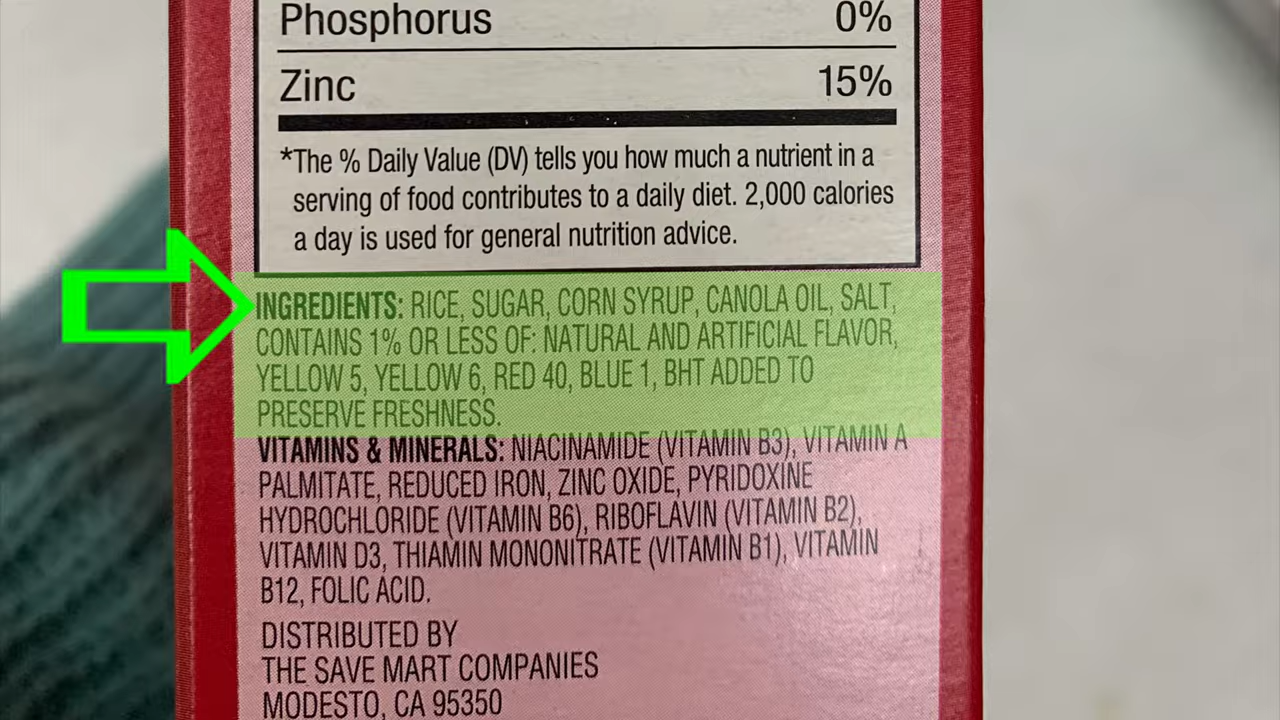 Phosphorus 0%
Zinc 15%
*The % Daily Value (DV) tells you how much a nutrient in a
serving of food contributes to a daily diet. 2,000 calories
a day is used for general nutrition advice.
INGREDIENTS: RICE, SUGAR, CORN SYRUP, CANOLA OIL, SALT,
CONTAINS 1% OR LESS OF: NATURAL AND ARTIFICIAL FLAVOR,
YELLOW 5, YELLOW 6, RED 40, BLUE 1, BHT ADDED TO
PRESERVE FRESHNESS.
VITAMINS & MINERALS: NIACINAMIDE (VITAMIN B3), VITAMIN A
PALMITATE, REDUCED IRON, ZINC OXIDE, PYRIDOXINE
HYDROCHLORIDE (VITAMIN B6), RIBOFLAVIN (VITAMIN B2),
VITAMIN D3, THIAMIN MONONITRATE (VITAMIN B1), VITAMIN
B12, FOLIC ACID.
DISTRIBUTED BY
THE SAVE MART COMPANIES
MODESTO, CA 95350